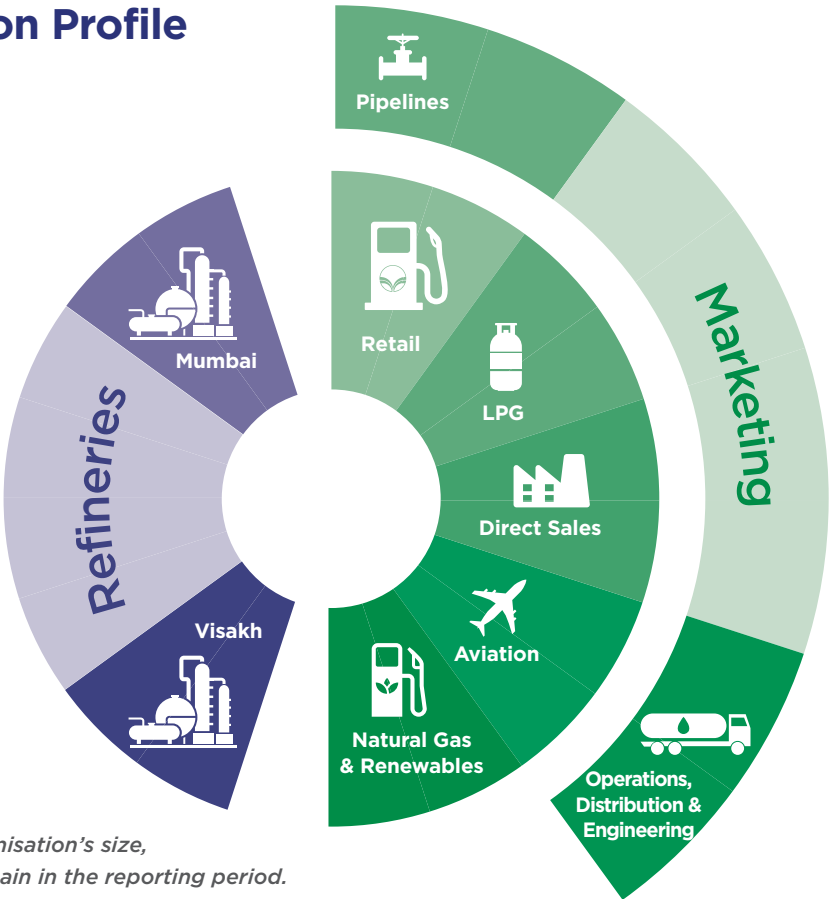 on Profile
Pipelines
Retail
Mumbai
LPG
Marketing
Refineries
Direct Sales
Visakh
Aviation
Natural Gas
& Renewables
Operations,
Distribution &
Engineering
nisation's size,
ain in the reporting period.